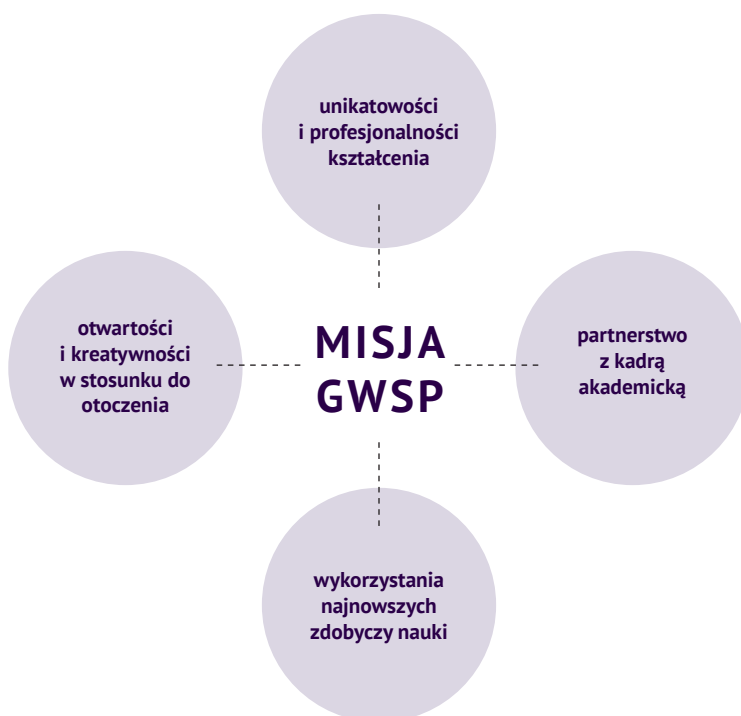 unikatowości
i profesjonalności
kształcenia
otwartości
i kreatywności
w stosunku do
otoczenia
MISJA
GWSP
partnerstwo
z kadrą
akademicką
wykorzystania
najnowszych
zdobyczy nauki